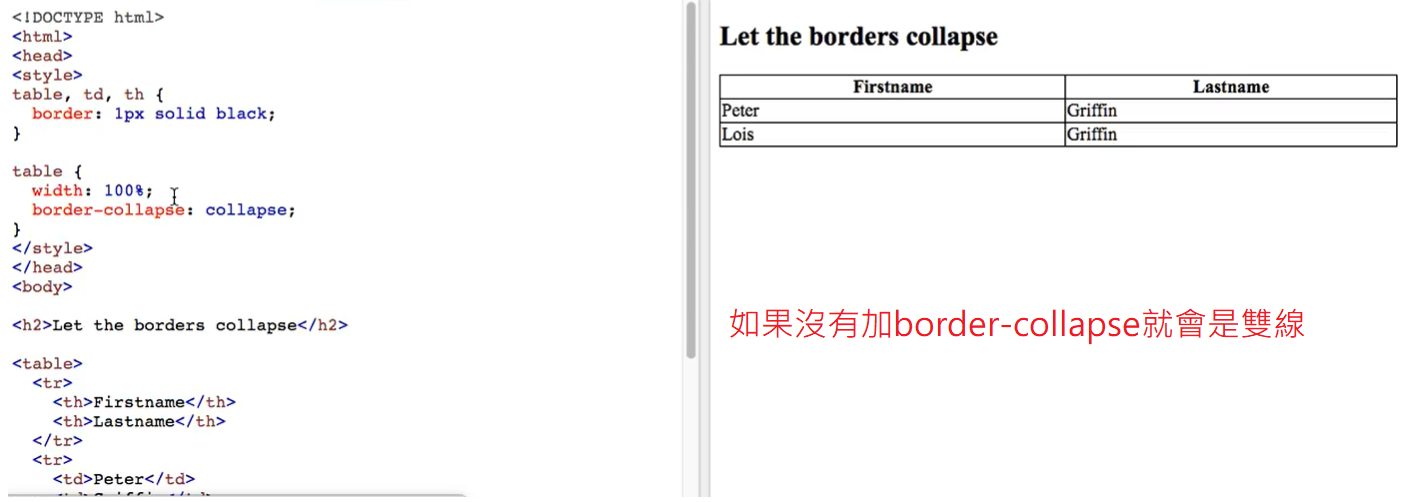 <!DOCTYPE html>
<html>
<head>
<style>
table, td, th {
  border: 1px solid black;
}
table {
  width: 100%;
  border-collapse: collapse;
}
</style>
</head>
<body>
<h2>Let the borders collapse</h2>
<table>
  <tr>
    <th>Firstname</th>
    <th>Lastname</th>
  </tr>
  <tr>
    <td>Peter</td>
Let the borders collapse
Firstname Lastname
Peter Griffin
Lois Griffin
如果沒有加border-collapse就會是雙線